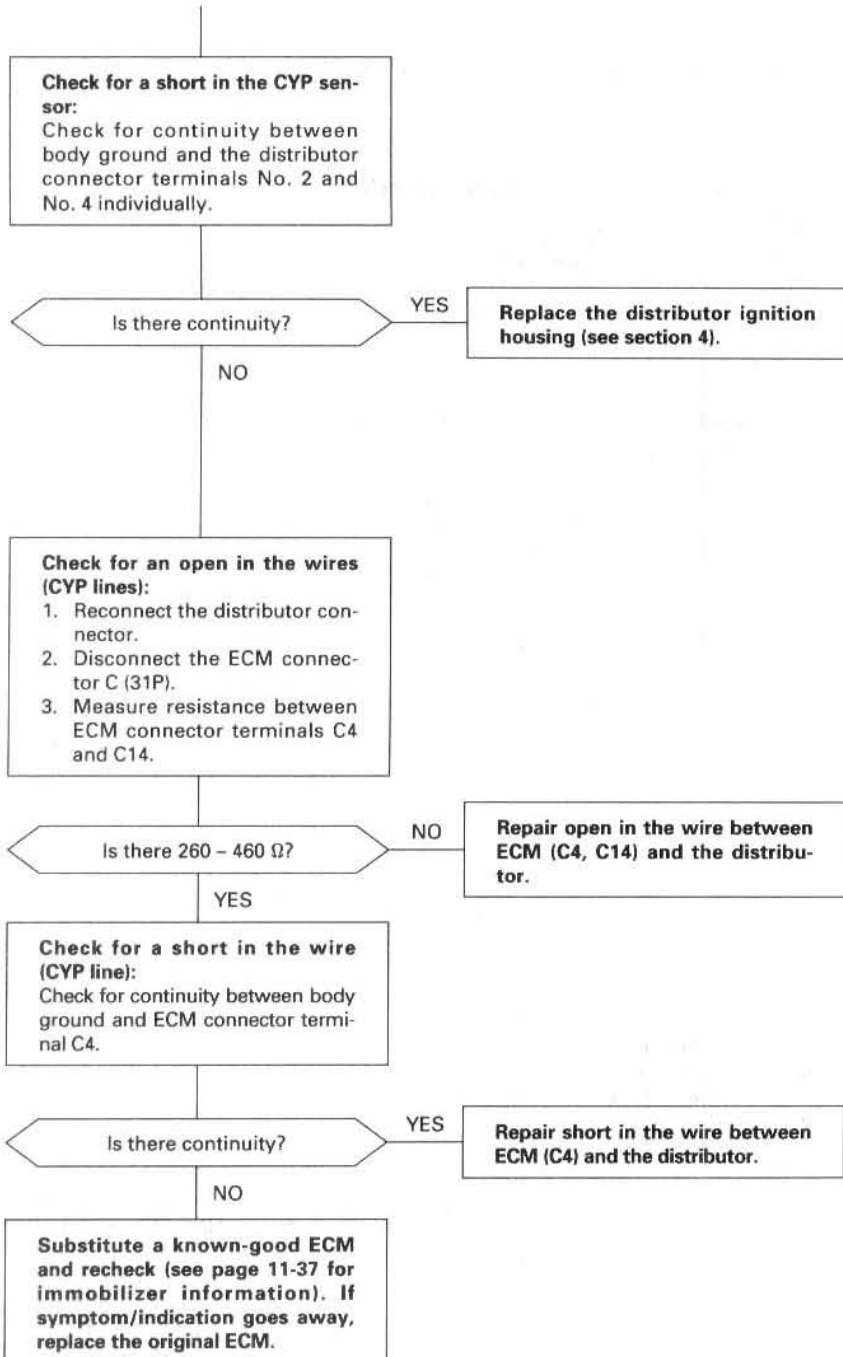 Check for a short in the CYP sen-
sor:
Check for continuity between
body ground and the distributor
connector terminals No. 2 and
No. 4 individually.
Is there continuity?
YES
Replace the distributor ignition
housing (see section 4).
NO
Check for an open in the wires
(CYP lines):
1. Reconnect the distributor con-
nector.
2. Disconnect the ECM connec-
tor C (31P).
3. Measure resistance between
ECM connector terminals C4
and C14.
Is there 260 – 460 Ω?
NO
Repair open in the wire between
ECM (C4, C14) and the distribu-
tor.
YES
Check for a short in the wire
(CYP line):
Check for continuity between body
ground and ECM connector termi-
nal C4.
Is there continuity?
YES
Repair short in the wire between
ECM (C4) and the distributor.
NO
Substitute a known-good ECM
and recheck (see page 11-37 for
immobilizer information). If
symptom/indication goes away,
replace the original ECM.